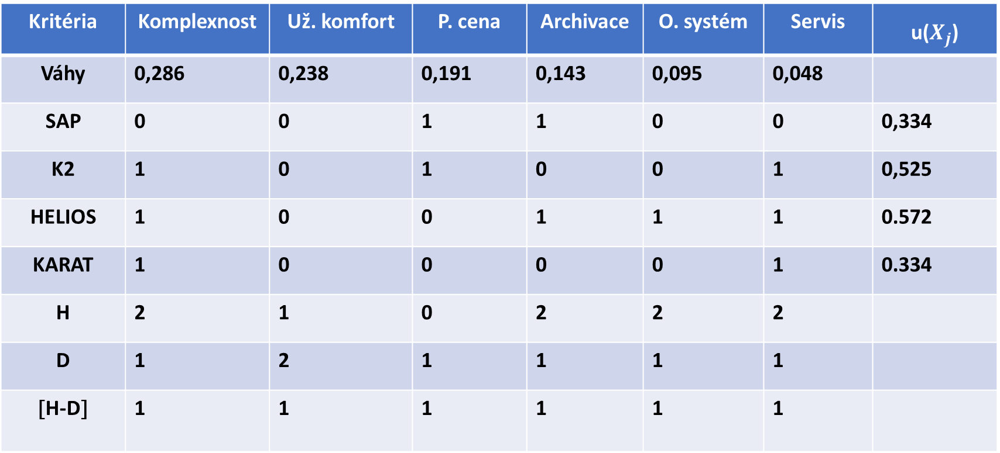 Kritéria Komplexnost Už. komfort P. cena Archivace O. systém Servis u(X_j)
Váhy 0,286 0,238 0,191 0,143 0,095 0,048
SAP 0 0 1 1 0 0 0,334
K2 1 0 1 0 0 1 0,525
HELIOS 1 0 0 1 1 1 0.572
KARAT 1 0 0 0 0 1 0.334
H 2 1 0 2 2 2
D 1 2 1 1 1 1
[H-D] 1 1 1 1 1 1